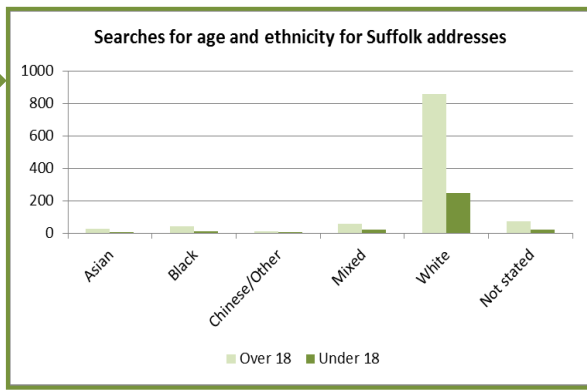 Searches for age and ethnicity for Suffolk addresses
1000
800
600
400
200
0
Asian
Black
Chinese/Other
Mixed
White
Not stated
Over 18 Under 18